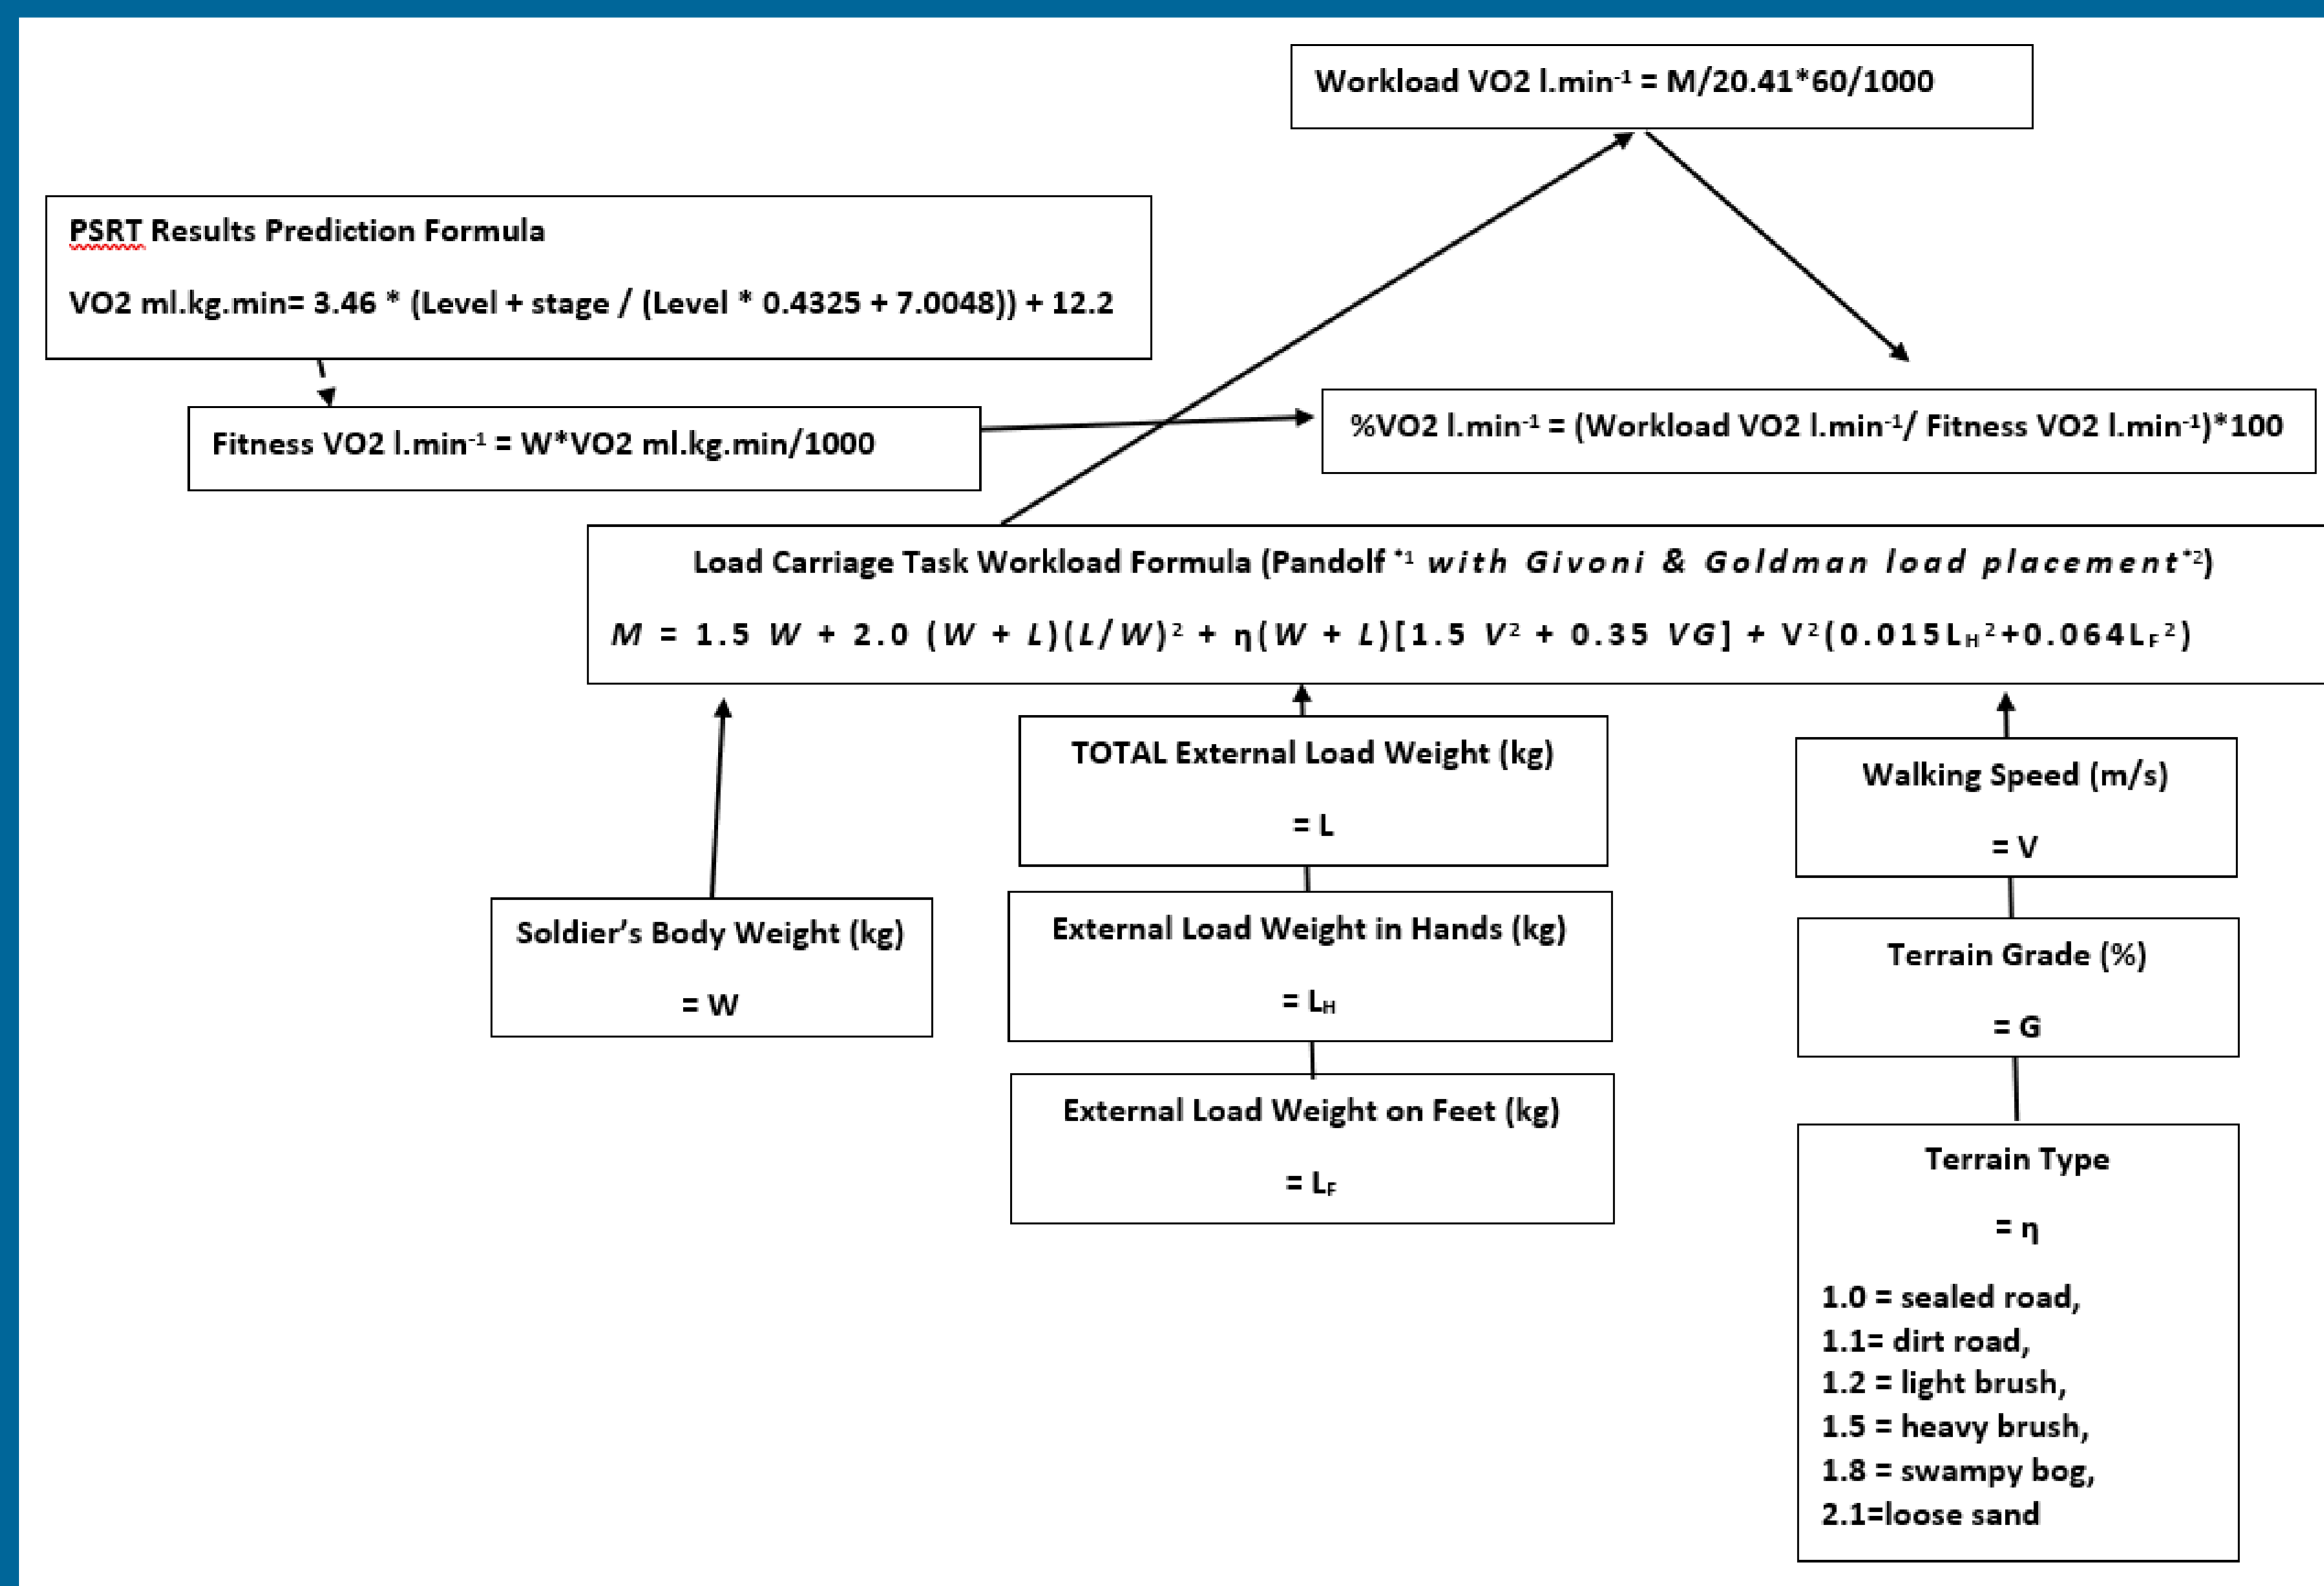 Workload VO2 l.min⁻¹ = M/20.41*60/1000
PSRT Results Prediction Formula
VO2 ml.kg.min= 3.46 * (Level + stage / (Level * 0.4325 + 7.0048)) + 12.2
Fitness VO2 l.min⁻¹ = W*VO2 ml.kg.min/1000
%VO2 l.min⁻¹ = (Workload VO2 l.min⁻¹/ Fitness VO2 l.min⁻¹)*100
Load Carriage Task Workload Formula (Pandolf *¹ with Givoni & Goldman load placement*²)
M = 1.5 W + 2.0 (W + L)(L/W)² + η(W + L)[1.5 V² + 0.35 VG] + V²(0.015L_H²+0.064L_F²)
TOTAL External Load Weight (kg)
= L
Walking Speed (m/s)
= V
Soldier’s Body Weight (kg)
= W
External Load Weight in Hands (kg)
= L_H
Terrain Grade (%)
= G
External Load Weight on Feet (kg)
= L_F
Terrain Type
= η
1.0 = sealed road,
1.1= dirt road,
1.2 = light brush,
1.5 = heavy brush,
1.8 = swampy bog,
2.1=loose sand